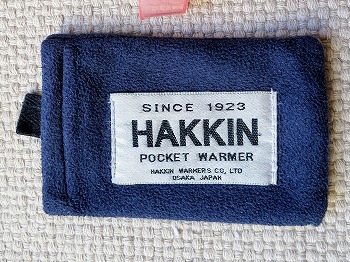 SINCE 1923
HAKKIN
POCKET WARMER
HAKKIN WARMERS CO., LTD
OSAKA JAPAN